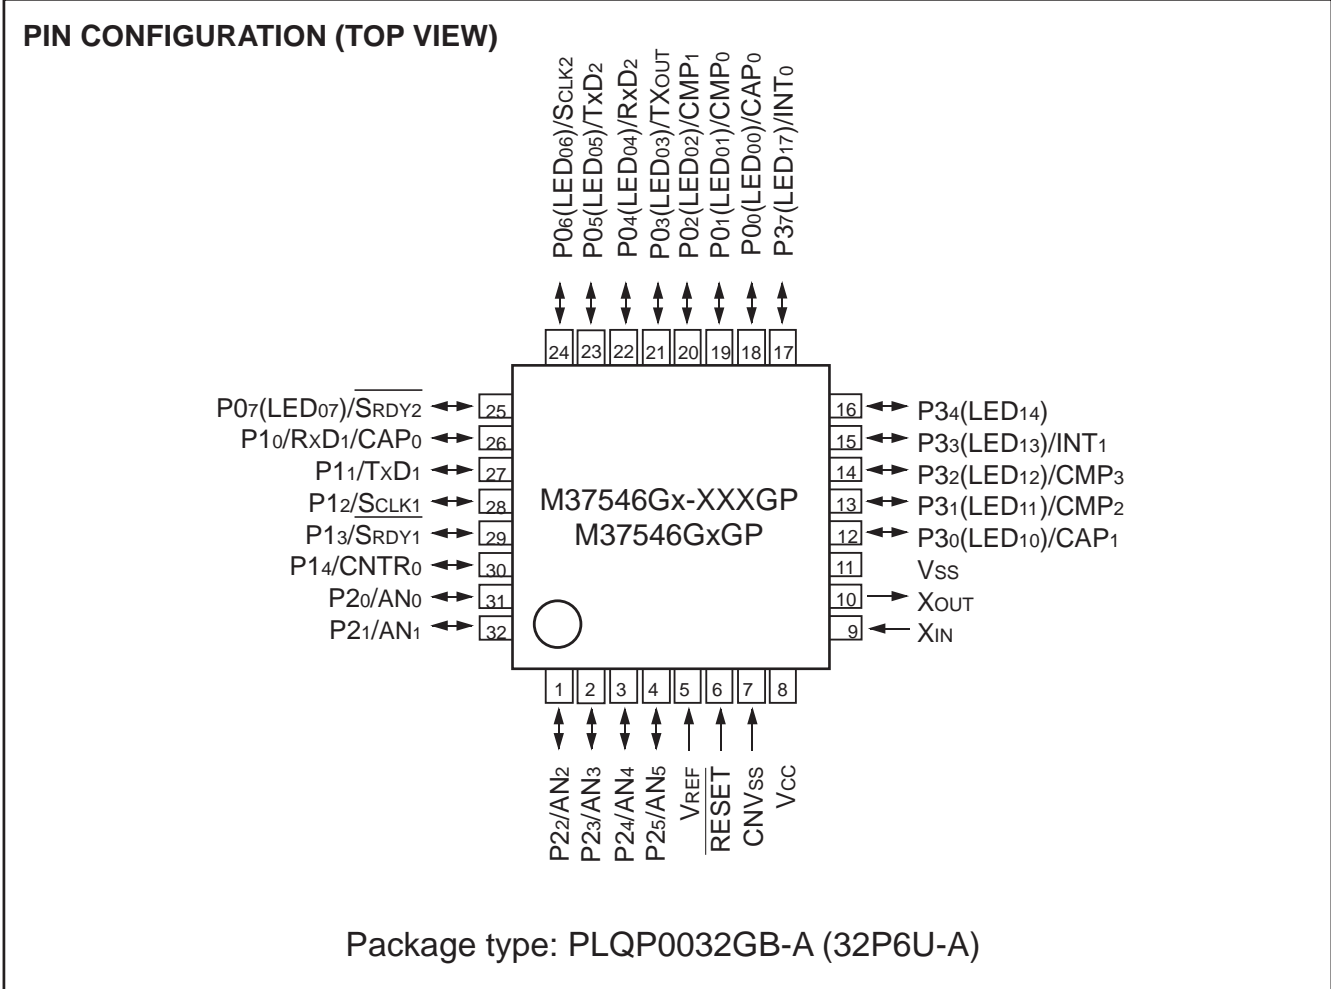 PIN CONFIGURATION (TOP VIEW)
P06(LED06)/SCLK2
P05(LED05)/TxD2
P04(LED04)/RxD2
P03(LED03)/TXOUT
P02(LED02)/CMP1
P01(LED01)/CMP0
P00(LED00)/CAP0
P37(LED17)/INT0
24 23 22 21 20 19 18 17
P07(LED07)/SRDY2 25
P10/RxD1/CAP0 26
P11/TxD1 27
P12/SCLK1 28
P13/SRDY1 29
P14/CNTR0 30
P20/AN0 31
P21/AN1 32
M37546Gx-XXXGP
M37546GxGP
16 P34(LED14)
15 P33(LED13)/INT1
14 P32(LED12)/CMP3
13 P31(LED11)/CMP2
12 P30(LED10)/CAP1
11 VSS
10 XOUT
9 XIN
1 2 3 4 5 6 7 8
P22/AN2
P23/AN3
P24/AN4
P25/AN5
VREF
RESET
CNVSS
VCC
Package type: PLQP0032GB-A (32P6U-A)